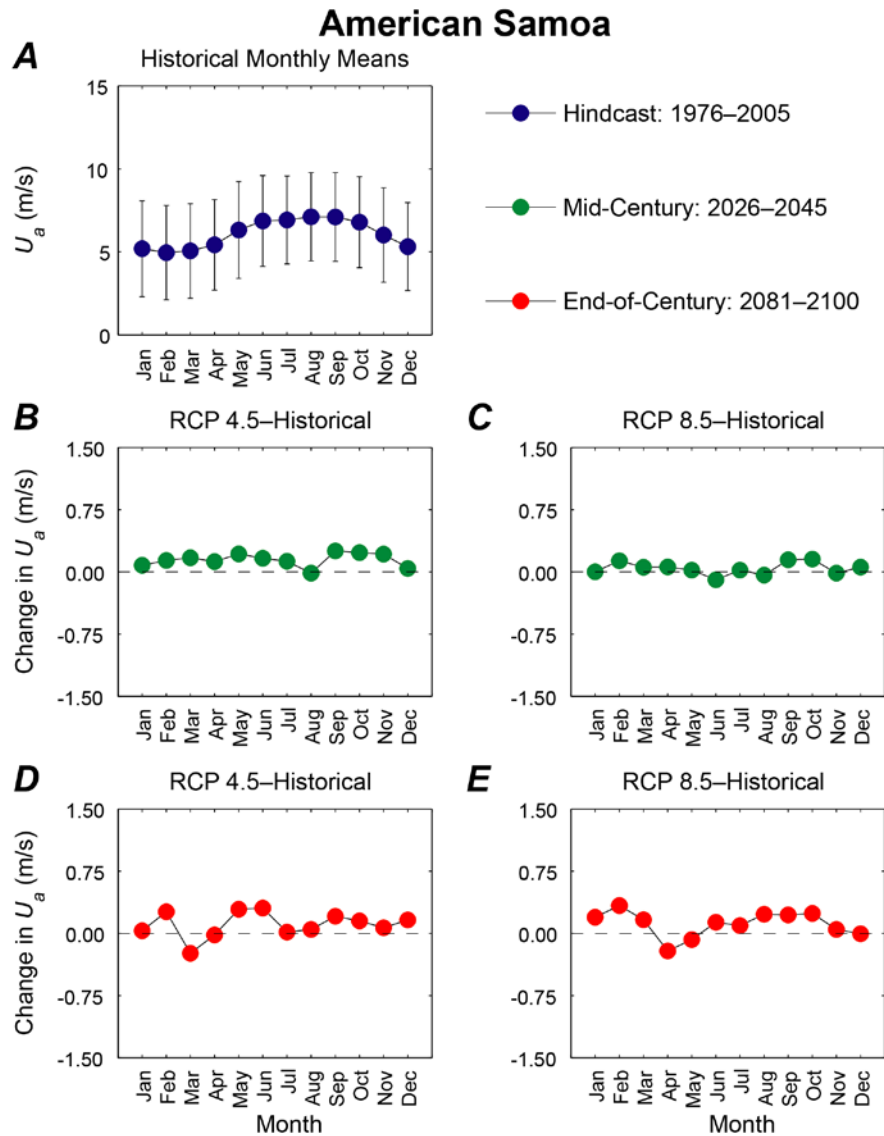 American Samoa
A
Historical Monthly Means
15
10
5
0
U_a (m/s)
Jan Feb Mar Apr May Jun Jul Aug Sep Oct Nov Dec
Hindcast: 1976–2005
Mid-Century: 2026–2045
End-of-Century: 2081–2100
B
RCP 4.5–Historical
1.50
0.75
0.00
-0.75
-1.50
Change in U_a (m/s)
Jan Feb Mar Apr May Jun Jul Aug Sep Oct Nov Dec
C
RCP 8.5–Historical
1.50
0.75
0.00
-0.75
-1.50
Jan Feb Mar Apr May Jun Jul Aug Sep Oct Nov Dec
D
RCP 4.5–Historical
1.50
0.75
0.00
-0.75
-1.50
Change in U_a (m/s)
Jan Feb Mar Apr May Jun Jul Aug Sep Oct Nov Dec
Month
E
RCP 8.5–Historical
1.50
0.75
0.00
-0.75
-1.50
Jan Feb Mar Apr May Jun Jul Aug Sep Oct Nov Dec
Month